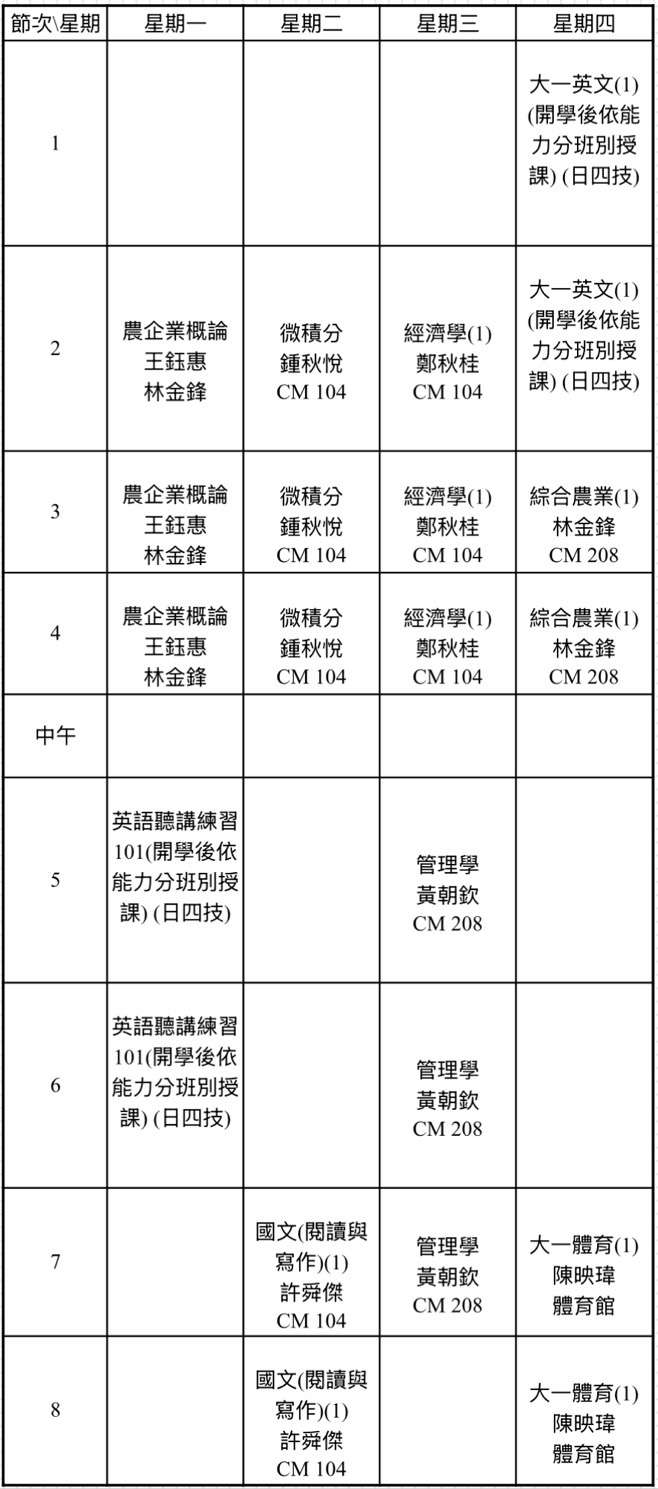 節次\星期 星期一 星期二 星期三 星期四
1
大一英文(1)
(開學後依能
力分班別授
課) (日四技)
2
農企業概論
王鈺惠
林金鋒
微積分
鍾秋悅
CM 104
經濟學(1)
鄭秋桂
CM 104
大一英文(1)
(開學後依能
力分班別授
課) (日四技)
3
農企業概論
王鈺惠
林金鋒
微積分
鍾秋悅
CM 104
經濟學(1)
鄭秋桂
CM 104
綜合農業(1)
林金鋒
CM 208
4
農企業概論
王鈺惠
林金鋒
微積分
鍾秋悅
CM 104
經濟學(1)
鄭秋桂
CM 104
綜合農業(1)
林金鋒
CM 208
中午
5
英語聽講練習
101(開學後依
能力分班別授
課) (日四技)
管理學
黃朝欽
CM 208
6
英語聽講練習
101(開學後依
能力分班別授
課) (日四技)
管理學
黃朝欽
CM 208
7
國文(閱讀與
寫作)(1)
許舜傑
CM 104
管理學
黃朝欽
CM 208
大一體育(1)
陳映瑋
體育館
8
國文(閱讀與
寫作)(1)
許舜傑
CM 104
大一體育(1)
陳映瑋
體育館